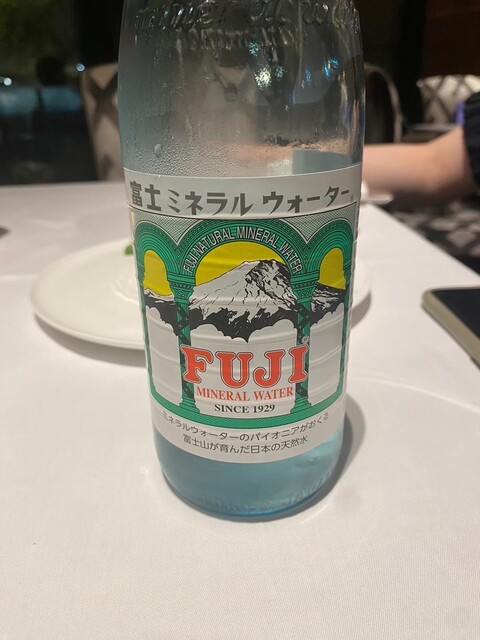 富士 ミネラル ウォーター
FUJI NATURAL MINERAL WATER
FUJI
MINERAL WATER
SINCE 1929
ミネラルウォーターのパイオニアがおくる
富士山が育んだ日本の天然水